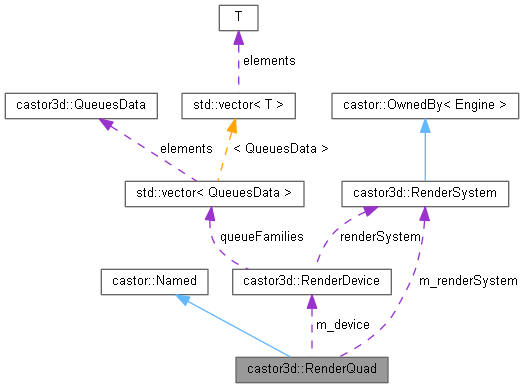 T
elements
castor3d::QueuesData
std::vector< T >
castor::OwnedBy< Engine >
elements
< QueuesData >
std::vector< QueuesData >
castor3d::RenderSystem
queueFamilies
renderSystem
castor::Named
castor3d::RenderDevice
m_renderSystem
m_device
castor3d::RenderQuad